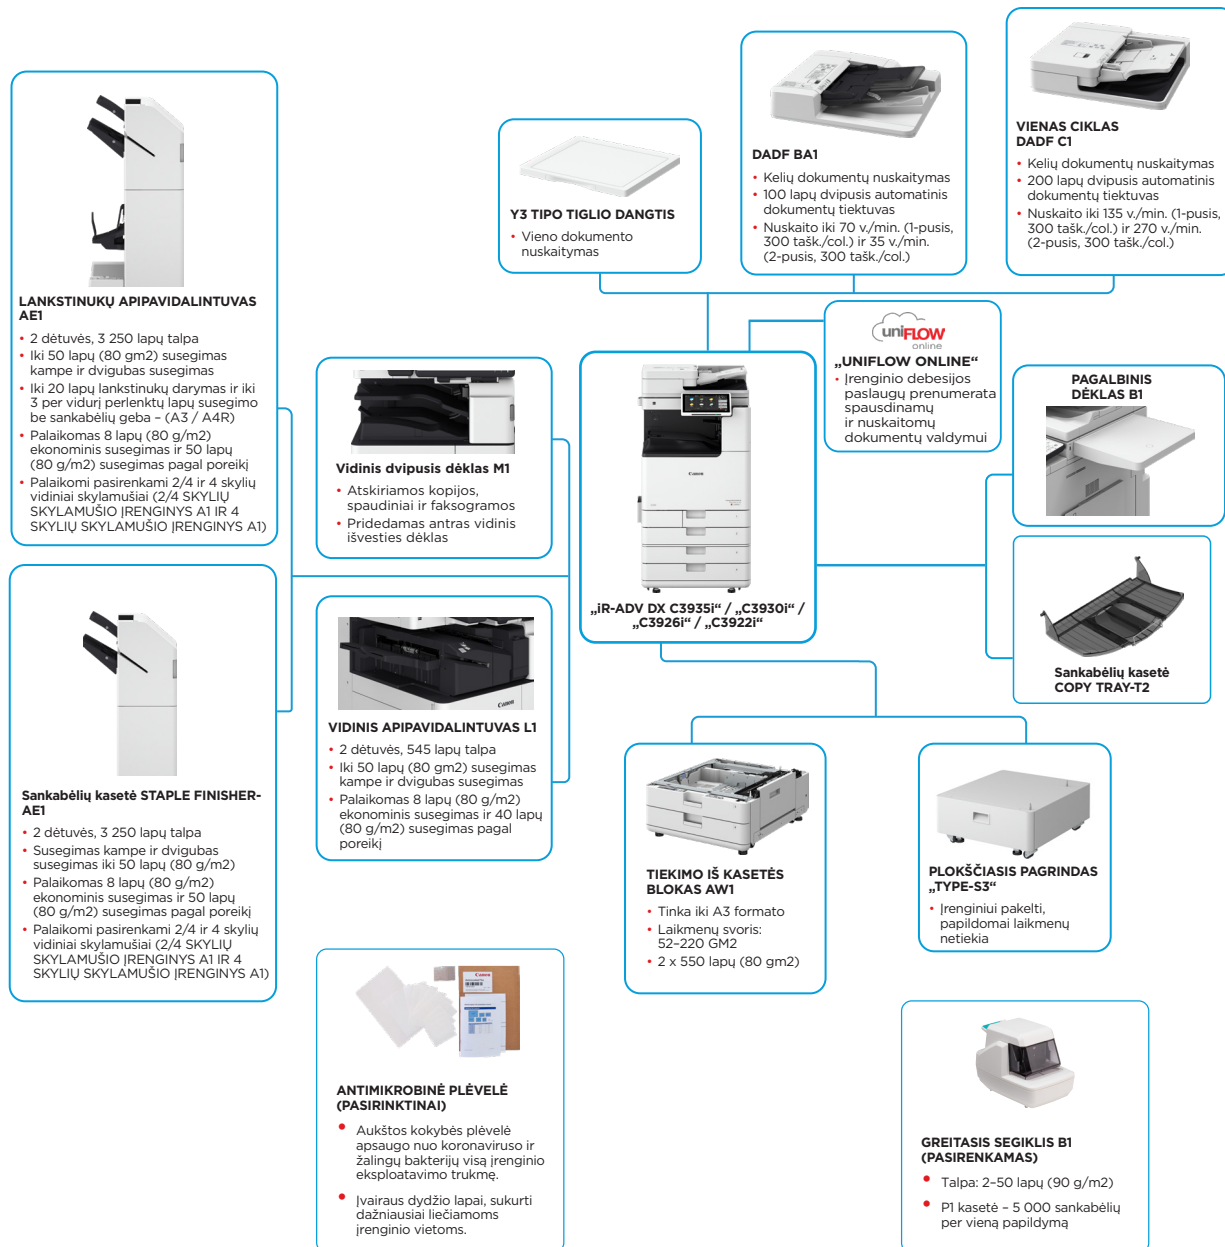 LANKSTINUKŲ APIPAVIDALINTUVAS
AE1
• 2 dėtuvės, 3 250 lapų talpa
• Iki 50 lapų (80 gm2) susegimas
kampe ir dvigubas susegimas
• Iki 20 lapų lankstinukų darymas ir iki
3 per vidurį perlenktų lapų susegimo
be sankabėlių geba – (A3 / A4R)
• Palaikomas 8 lapų (80 g/m2)
ekonominis susegimas ir 50 lapų
(80 g/m2) susegimas pagal poreikį
• Palaikomi pasirenkami 2/4 ir 4 skylių
vidiniai skylamušiai (2/4 SKYLIŲ
SKYLAMUŠIO ĮRENGINYS A1 IR 4
SKYLIŲ SKYLAMUŠIO ĮRENGINYS A1)
Sankabėlių kasetė STAPLE FINISHER-
AE1
• 2 dėtuvės, 3 250 lapų talpa
• Susegimas kampe ir dvigubas
susegimas iki 50 lapų (80 g/m2)
• Palaikomas 8 lapų (80 g/m2)
ekonominis susegimas ir 50 lapų
(80 g/m2) susegimas pagal poreikį
• Palaikomi pasirenkami 2/4 ir 4 skylių
vidiniai skylamušiai (2/4 SKYLIŲ
SKYLAMUŠIO ĮRENGINYS A1 IR 4
SKYLIŲ SKYLAMUŠIO ĮRENGINYS A1)
Vidinis dvipusis dėklas M1
• Atskiriamos kopijos,
spaudiniai ir faksogramos
• Pridedamas antras vidinis
išvesties dėklas
Canon
VIDINIS APIPAVIDALINTUVAS L1
• 2 dėtuvės, 545 lapų talpa
• Iki 50 lapų (80 gm2) susegimas
kampe ir dvigubas susegimas
• Palaikomas 8 lapų (80 g/m2)
ekonominis susegimas ir 40 lapų
(80 g/m2) susegimas pagal
poreikį
Canon
ANTIMIKROBINĖ PLĖVELĖ
(PASIRINKTINAI)
• Aukštos kokybės plėvelė
apsaugo nuo koronaviruso ir
žalingų bakterijų visą įrenginio
eksploatavimo trukmę.
• Įvairaus dydžio lapai, sukurti
dažniausiai liečiamoms
įrenginio vietoms.
Y3 TIPO TIGLIO DANGTIS
• Vieno dokumento
nuskaitymas
DADF BA1
• Kelių dokumentų nuskaitymas
• 100 lapų dvipusis automatinis
dokumentų tiektuvas
• Nuskaito iki 70 v./min. (1-pusis,
300 tašk./col.) ir 35 v./min.
(2-pusis, 300 tašk./col.)
VIENAS CIKLAS
DADF C1
• Kelių dokumentų nuskaitymas
• 200 lapų dvipusis automatinis
dokumentų tiektuvas
• Nuskaito iki 135 v./min. (1-pusis,
300 tašk./col.) ir 270 v./min.
(2-pusis, 300 tašk./col.)
uniFLOW
online
„UNIFLOW ONLINE“
• Įrenginio debesijos
paslaugų prenumerata
spausdinamų
ir nuskaitomų
dokumentų valdymui
Canon
„iR-ADV DX C3935i“ / „C3930i“ /
„C3926i“ / „C3922i“
PAGALBINIS
DĖKLAS B1
Sankabėlių kasetė
COPY TRAY-T2
TIEKIMO IŠ KASETĖS
BLOKAS AW1
• Tinka iki A3 formato
• Laikmenų svoris:
52–220 GM2
• 2 x 550 lapų (80 gm2)
PLOKŠČIASIS PAGRINDAS
„TYPE-S3“
• Įrenginiui pakelti,
papildomai laikmenų
netiekia
GREITASIS SEGIKLIS B1
(PASIRENKAMAS)
• Talpa: 2–50 lapų (90 g/m2)
• P1 kasetė – 5 000 sankabėlių
per vieną papildymą